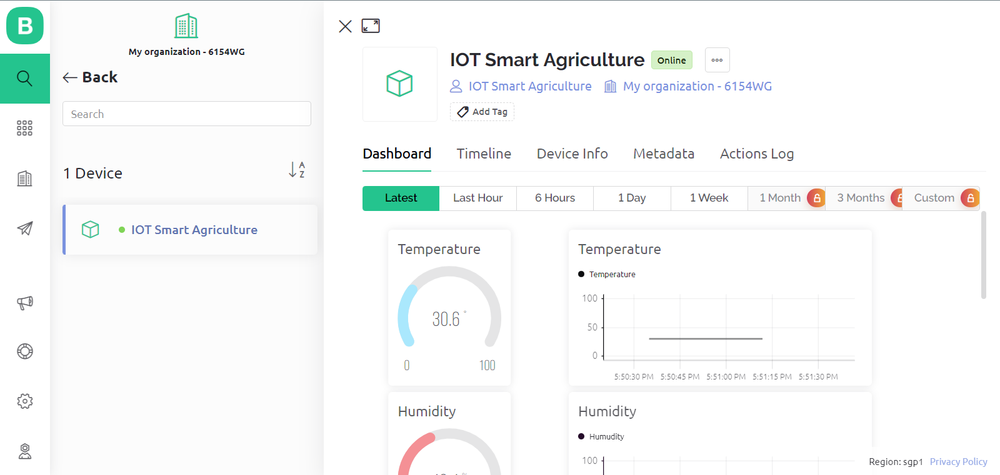 B
My organization - 6154WG
Back
Search
1 Device
A
Z
IOT Smart Agriculture
IOT Smart Agriculture
Online
IOT Smart Agriculture My organization - 6154WG
Add Tag
Dashboard Timeline Device Info Metadata Actions Log
Latest Last Hour 6 Hours 1 Day 1 Week 1 Month 3 Months Custom
Temperature
30.6 °
0 100
Temperature
Temperature
100
50
0
5:50:30 PM 5:50:45 PM 5:51:00 PM 5:51:15 PM 5:51:30 PM
Humidity
Humidity
Humudity
100
Region: sgp1 Privacy Policy